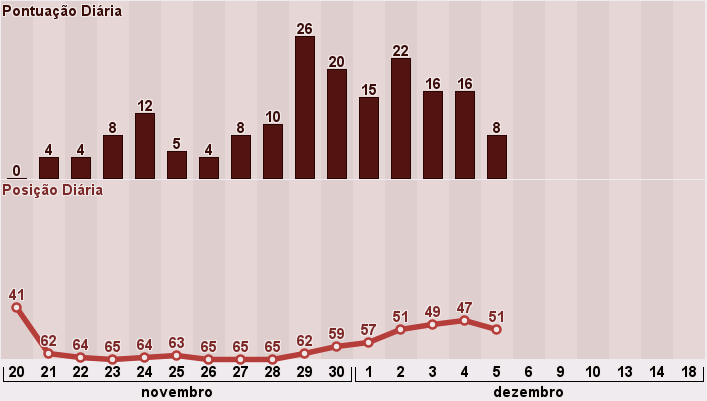 Pontuação Diária
0 4 4 8 12 5 4 8 10 26 20 15 22 16 16 8
Posição Diária
41 62 64 65 64 63 65 65 65 62 59 57 51 49 47 51
20 21 22 23 24 25 26 27 28 29 30 1 2 3 4 5 6 9 10 13 14 18
novembro dezembro